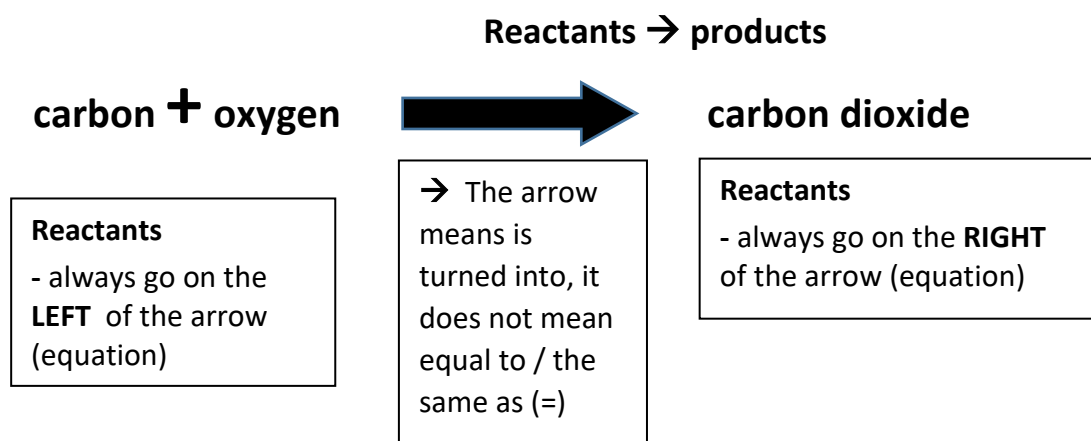 Reactants → products
carbon + oxygen
carbon dioxide
Reactants
- always go on the
LEFT of the arrow
(equation)
→ The arrow
means is
turned into, it
does not mean
equal to / the
same as (=)
Reactants
- always go on the RIGHT
of the arrow (equation)